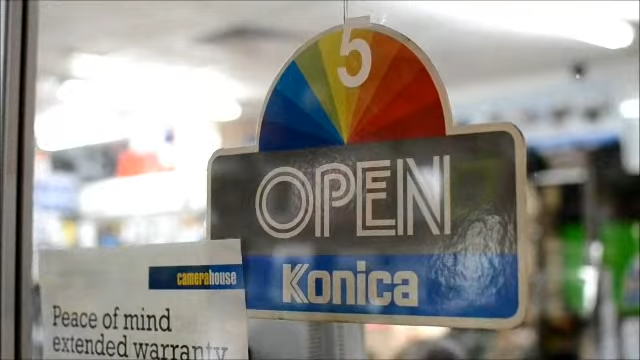 5
OPEN
Konica
camerahouse
Peace of mind
extended warranty